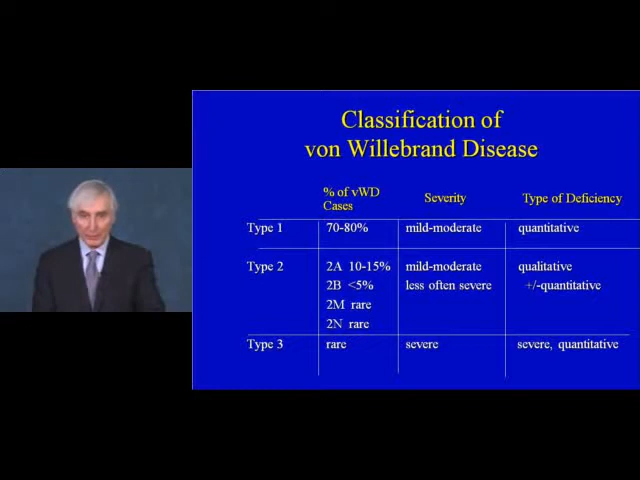 Classification of
von Willebrand Disease
% of vWD
Cases
Severity
Type of Deficiency
Type 1 70-80% mild-moderate quantitative
Type 2 2A 10-15% mild-moderate qualitative
2B <5% less often severe +/-quantitative
2M rare
2N rare
Type 3 rare severe severe, quantitative